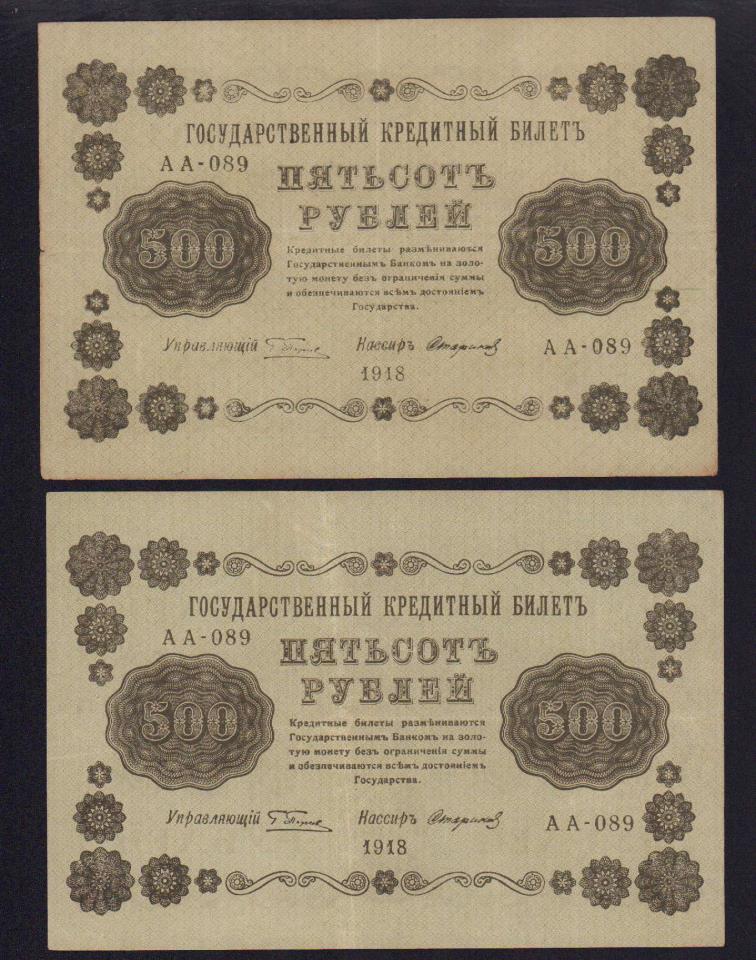 ГОСУДАРСТВЕННЫЙ КРЕДИТНЫЙ БИЛЕТЪ
АА-089
ПЯТЬСОТЪ
РУБЛЕЙ
500
500
Кредитные билеты размѣниваются
Государственнымъ Банкомъ на золо-
тую монету безъ ограниченія суммы
и обезпечиваются всѣмъ достояніемъ
Государства.
Управляющій
Кассиръ
АА-089
1918
ГОСУДАРСТВЕННЫЙ КРЕДИТНЫЙ БИЛЕТЪ
АА-089
ПЯТЬСОТЪ
РУБЛЕЙ
500
500
Кредитные билеты размѣниваются
Государственнымъ Банкомъ на золо-
тую монету безъ ограниченія суммы
и обезпечиваются всѣмъ достояніемъ
Государства.
Управляющій
Кассиръ
АА-089
1918